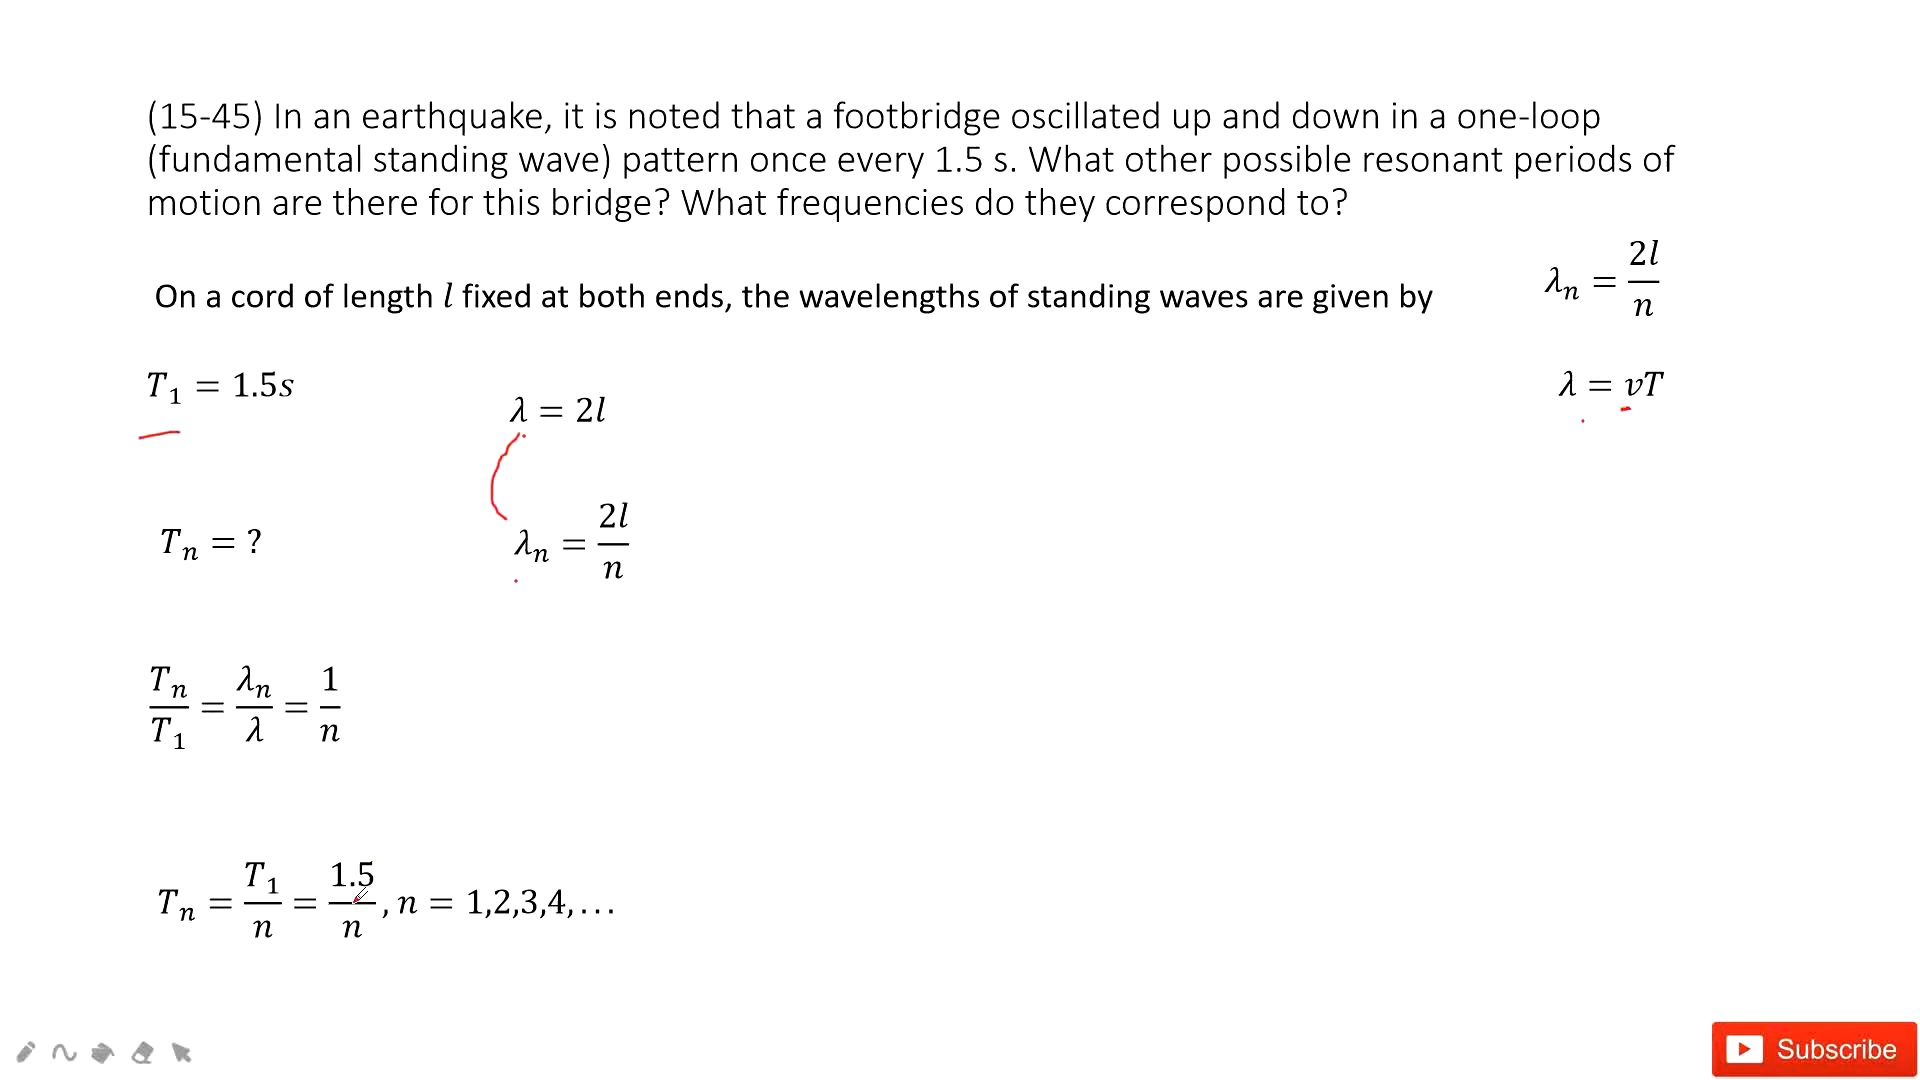 (15-45) In an earthquake, it is noted that a footbridge oscillated up and down in a one-loop
(fundamental standing wave) pattern once every 1.5 s. What other possible resonant periods of
motion are there for this bridge? What frequencies do they correspond to?
On a cord of length l fixed at both ends, the wavelengths of standing waves are given by λₙ = 2l/n
T₁ = 1.5s
λ = 2l
λ = vT
Tₙ = ?
λₙ = 2l/n
Tₙ/T₁ = λₙ/λ = 1/n
Tₙ = T₁/n = 1.5/n, n = 1,2,3,4,…
Subscribe